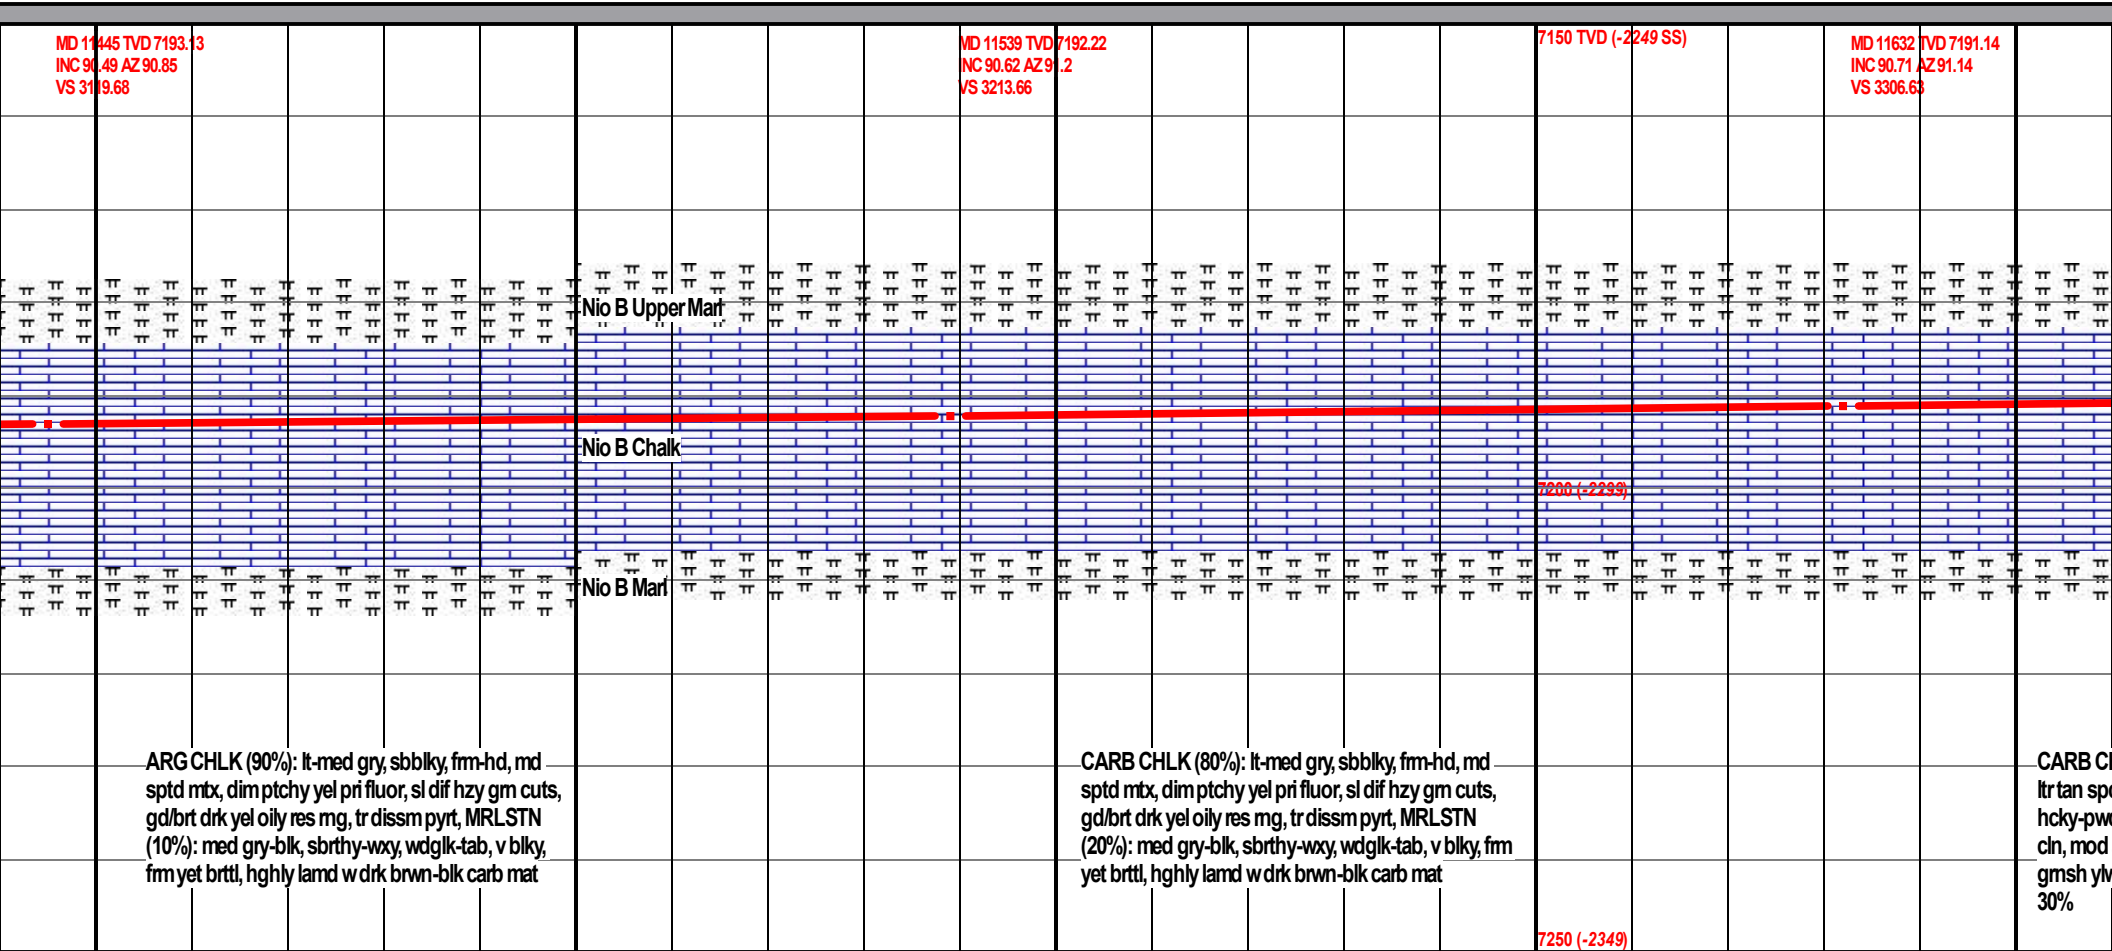 MD 11445 TVD 7193.13
INC 90.49 AZ 90.85
VS 3119.68
MD 11539 TVD 7192.22
INC 90.62 AZ 91.2
VS 3213.66
7150 TVD (-2249 SS)
MD 11632 TVD 7191.14
INC 90.71 AZ 91.14
VS 3306.63
Nio B Upper Marl
Nio B Chalk
7200 (-2299)
Nio B Marl
ARG CHLK (90%): lt-med gry, sbblky, frm-hd, md
sptd mtx, dim ptchy yel pri fluor, sl dif hzy grn cuts,
gd/brt drk yel oily res rng, tr dissm pyrt, MRLSTN
(10%): med gry-blk, sbrthy-wxy, wdglk-tab, v blky,
frm yet brttl, hghly lamd w drk brwn-blk carb mat
CARB CHLK (80%): lt-med gry, sbblky, frm-hd, md
sptd mtx, dim ptchy yel pri fluor, sl dif hzy grn cuts,
gd/brt drk yel oily res rng, tr dissm pyrt, MRLSTN
(20%): med gry-blk, sbrthy-wxy, wdglk-tab, v blky, frm
yet brttl, hghly lamd w drk brwn-blk carb mat
CARB
ltr tan
cln, mod
grnsh
30%
7250 (-2349)